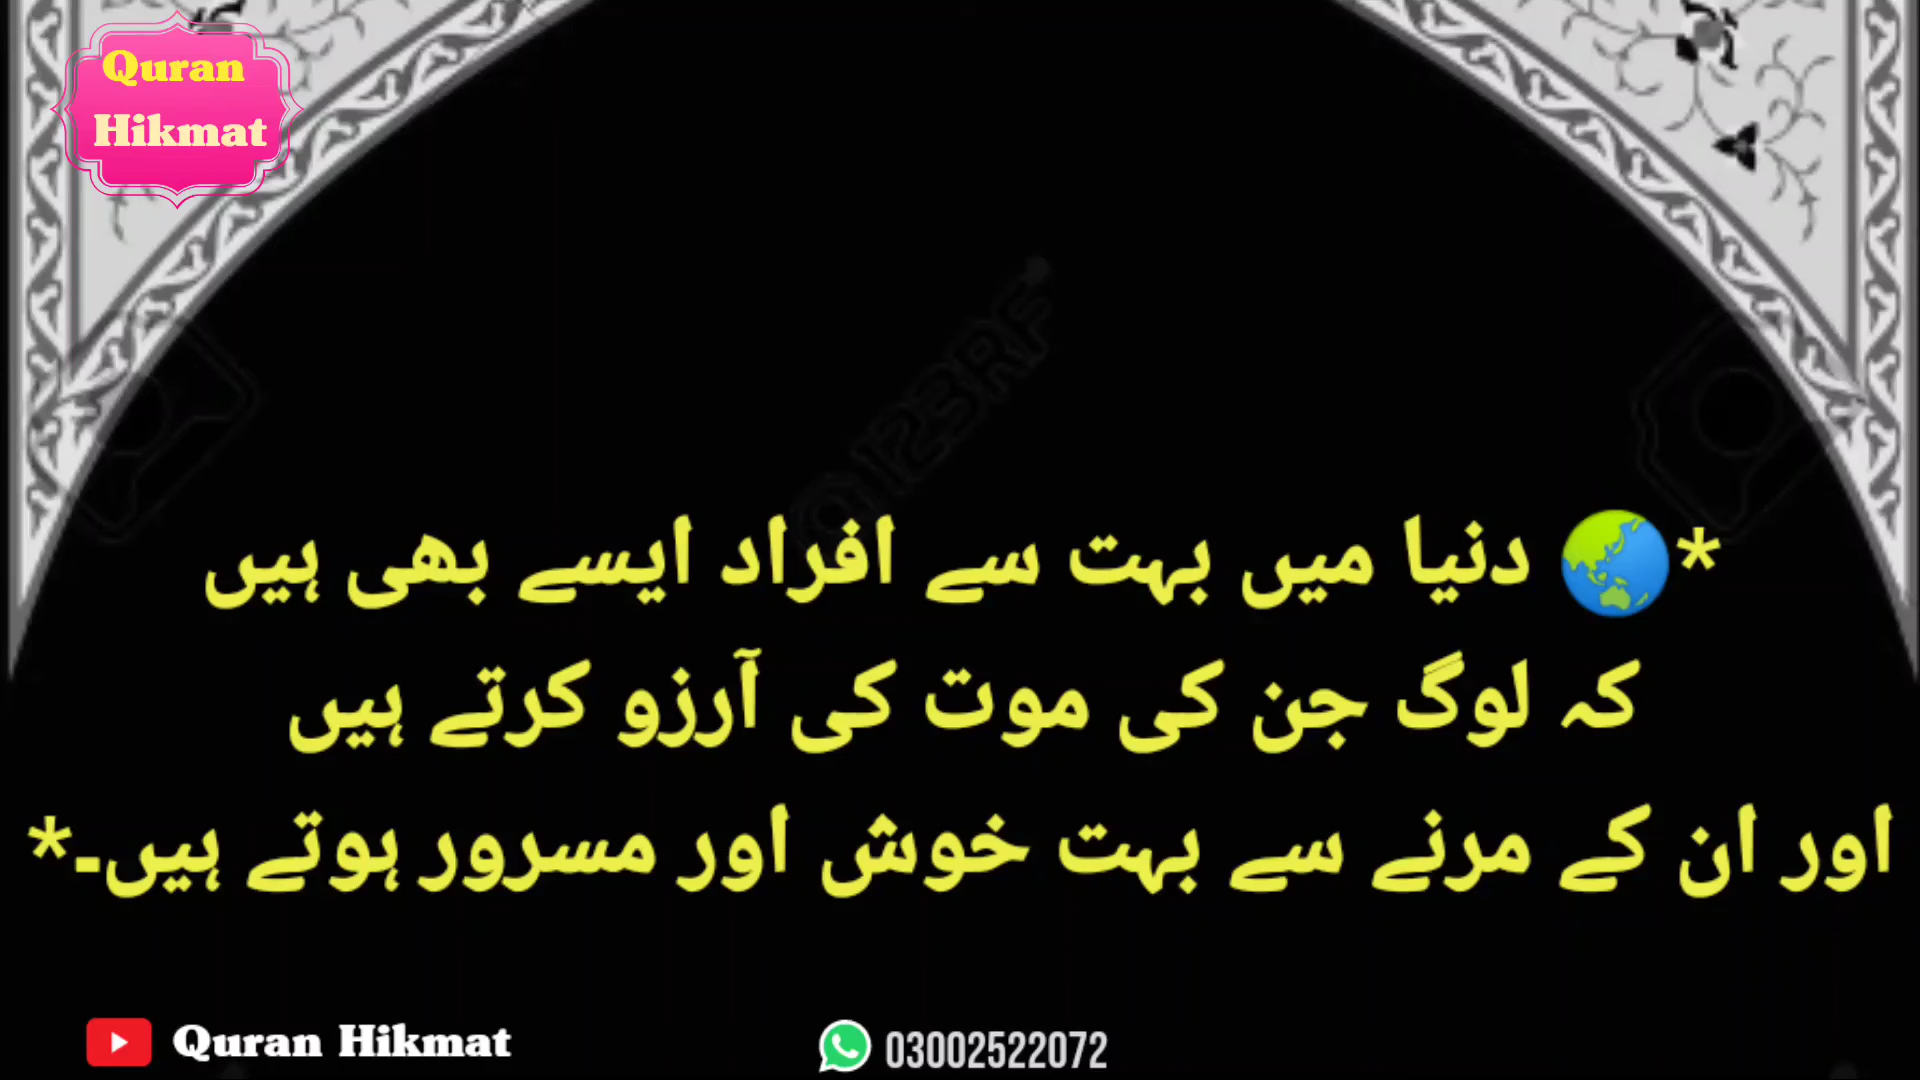 Quran
Hikmat
@123RF
*🌏 دنیا میں بہت سے افراد ایسے بھی ہیں
کہ لوگ جن کی موت کی آرزو کرتے ہیں
اور ان کے مرنے سے بہت خوش اور مسرور ہوتے ہیں۔*
Quran Hikmat
03002522072